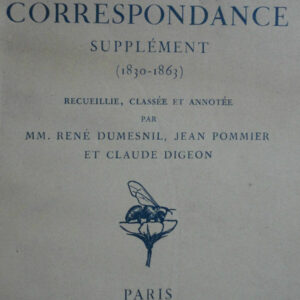 CORRESPONDANCE
SUPPLÉMENT
(1830-1863)
RECUEILLIE, CLASSÉE ET ANNOTÉE
PAR
MM. RENÉ DUMESNIL, JEAN POMMIER
ET CLAUDE DIGEON
PARIS